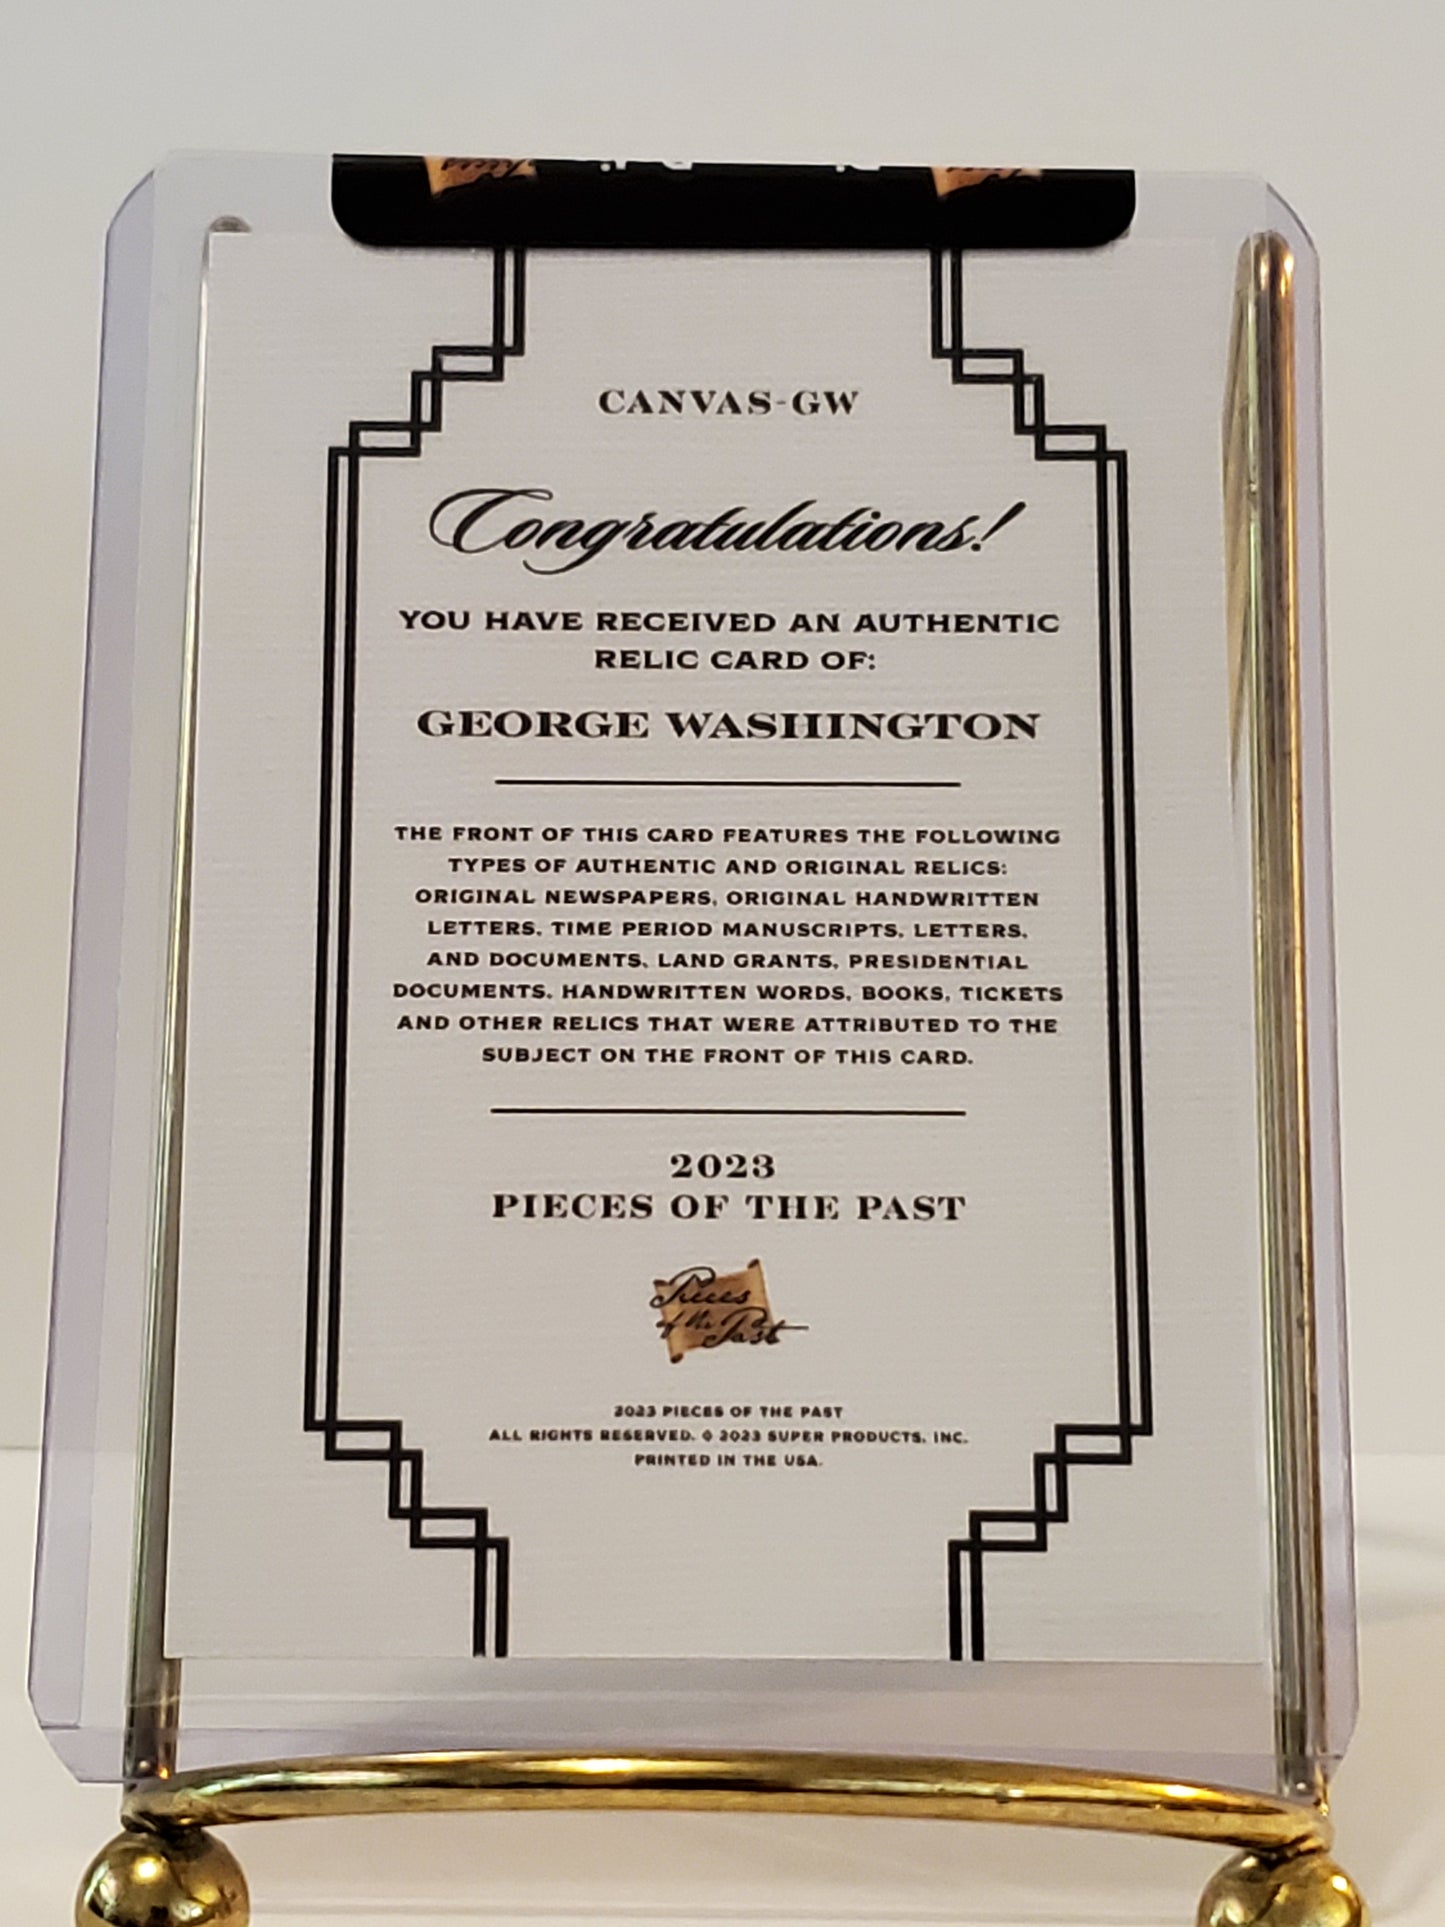 Pieces
Pieces
CANVAS-GW
Congratulations!
YOU HAVE RECEIVED AN AUTHENTIC
RELIC CARD OF:
GEORGE WASHINGTON
THE FRONT OF THIS CARD FEATURES THE FOLLOWING
TYPES OF AUTHENTIC AND ORIGINAL RELICS:
ORIGINAL NEWSPAPERS, ORIGINAL HANDWRITTEN
LETTERS, TIME PERIOD MANUSCRIPTS, LETTERS,
AND DOCUMENTS, LAND GRANTS, PRESIDENTIAL
DOCUMENTS, HANDWRITTEN WORDS, BOOKS, TICKETS
AND OTHER RELICS THAT WERE ATTRIBUTED TO THE
SUBJECT ON THE FRONT OF THIS CARD.
2023
PIECES OF THE PAST
Pieces
of the Past
2023 PIECES OF THE PAST
ALL RIGHTS RESERVED. © 2023 SUPER PRODUCTS, INC.
PRINTED IN THE USA.